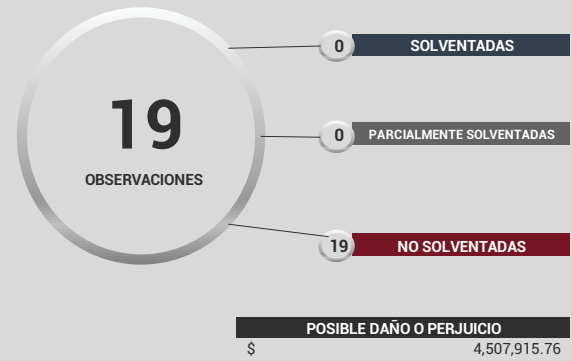 19
OBSERVACIONES
0 SOLVENTADAS
0 PARCIALMENTE SOLVENTADAS
19 NO SOLVENTADAS
POSIBLE DAÑO O PERJUICIO
$ 4,507,915.76